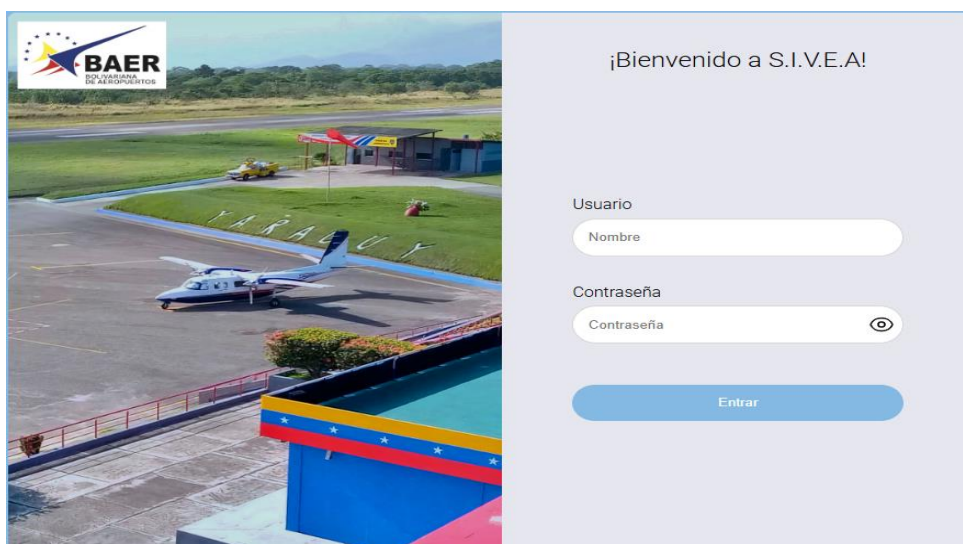 BAER
BOLIVARIANA
DE AEROPUERTOS
YARACUY
¡Bienvenido a S.I.V.E.A!
Usuario
Nombre
Contraseña
Contraseña
Entrar